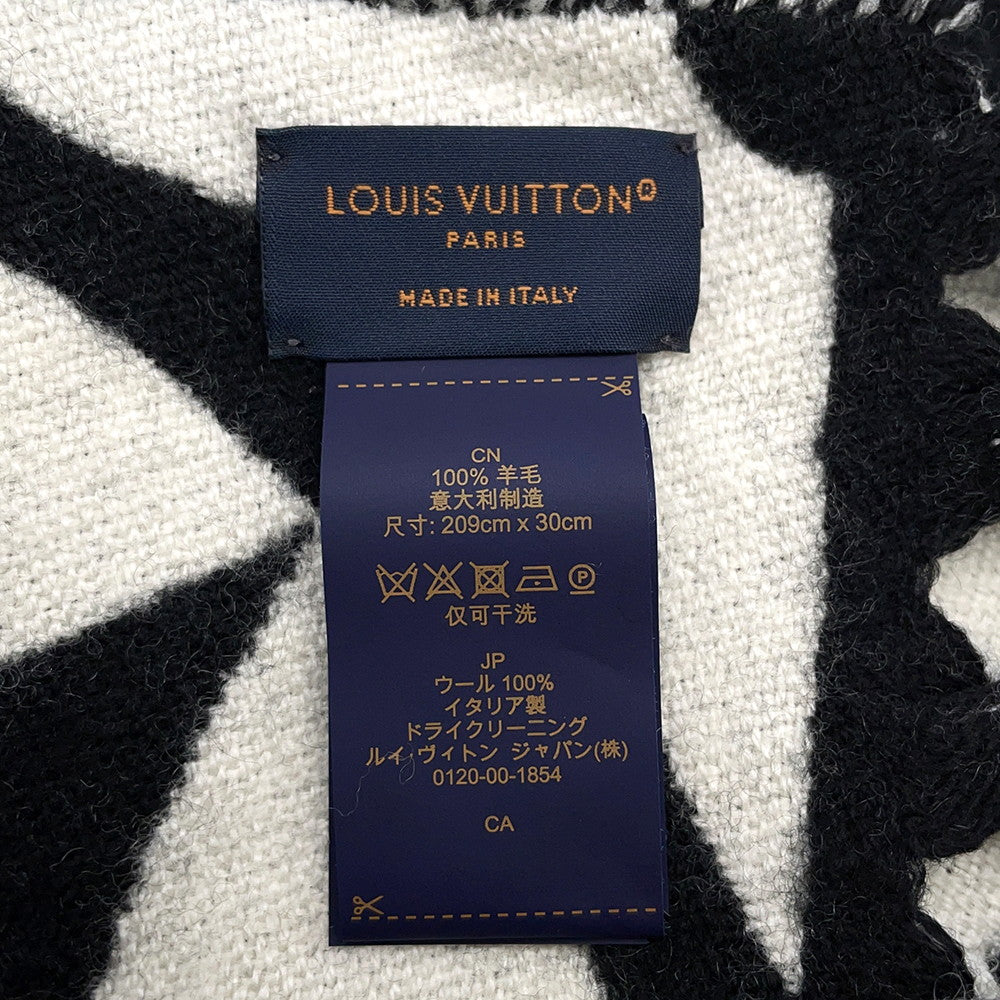 LOUIS VUITTON
PARIS
MADE IN ITALY
CN
100% 羊毛
意大利制造
尺寸: 209cm x 30cm
P
仅可干洗
JP
ウール 100%
イタリア製
ドライクリーニング
ルイ・ヴィトン ジャパン(株)
0120-00-1854
CA